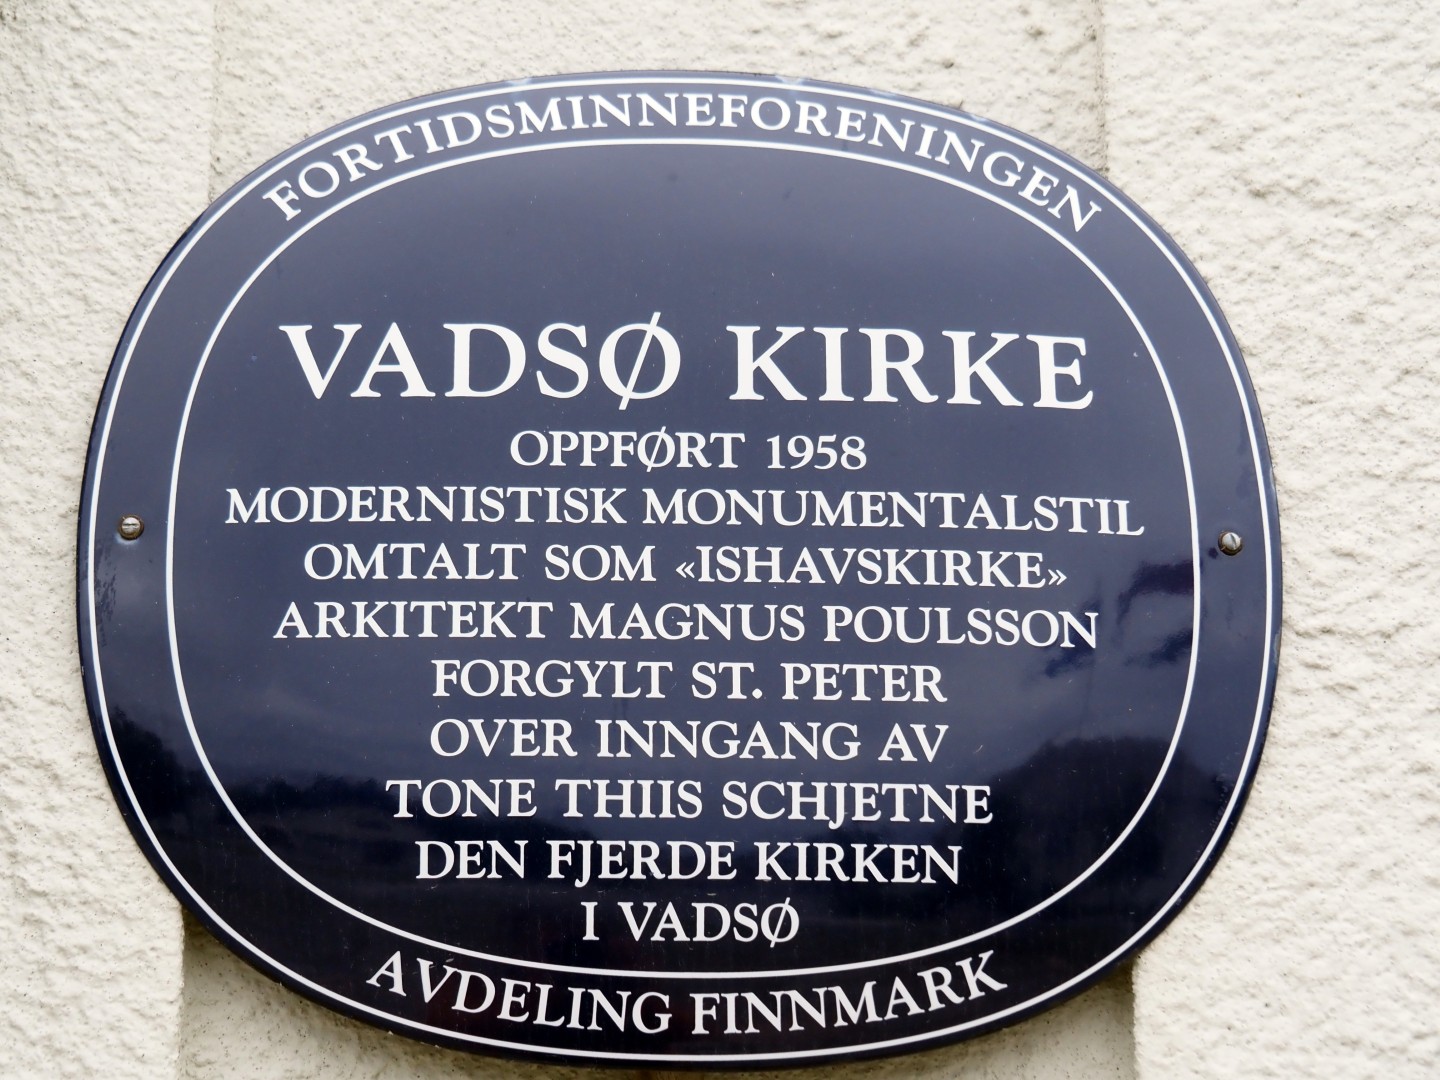 FORTIDSMINNEFORENINGEN
VADSØ KIRKE
OPPFØRT 1958
MODERNISTISK MONUMENTALSTIL
OMTALT SOM «ISHAVSKIRKE»
ARKITEKT MAGNUS POULSSON
FORGYLT ST. PETER
OVER INNGANG AV
TONE THIIS SCHJETNE
DEN FJERDE KIRKEN
I VADSØ
AVDELING FINNMARK